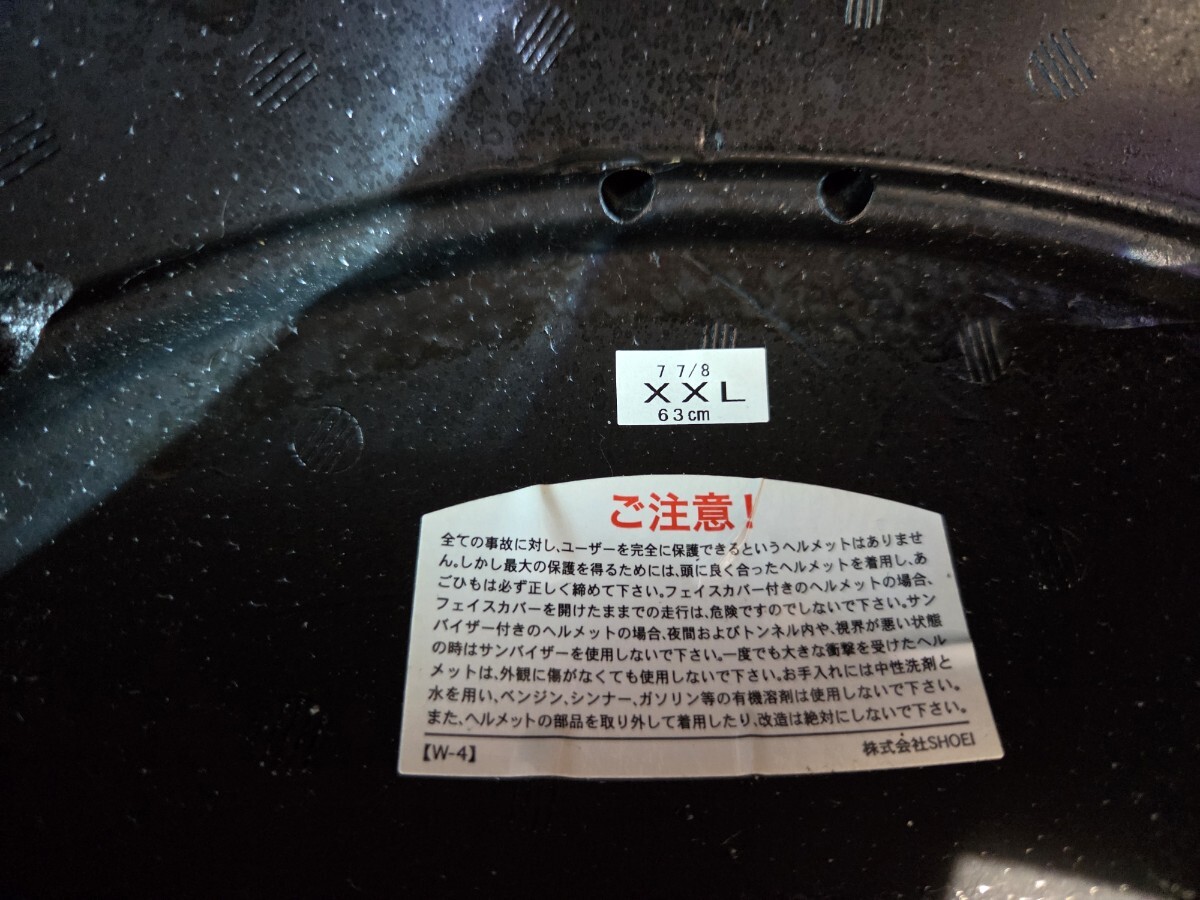 7 7/8
XXL
63cm
ご注意!
全ての事故に対し、ユーザーを完全に保護できるというヘルメットはありませ
ん。しかし最大の保護を得るためには、頭に良く合ったヘルメットを着用し、あ
ごひもは必ず正しく締めて下さい。フェイスカバー付きのヘルメットの場合、
フェイスカバーを開けたままでの走行は、危険ですのでしないで下さい。サン
バイザー付きのヘルメットの場合、夜間およびトンネル内や、視界が悪い状態
の時はサンバイザーを使用しないで下さい。一度でも大きな衝撃を受けたヘル
メットは、外観に傷がなくても使用しないで下さい。お手入れには中性洗剤と
水を用い、ベンジン、シンナー、ガソリン等の有機溶剤は使用しないで下さい。
また、ヘルメットの部品を取り外して着用したり、改造は絶対にしないで下さい。
【W-4】 株式会社SHOEI